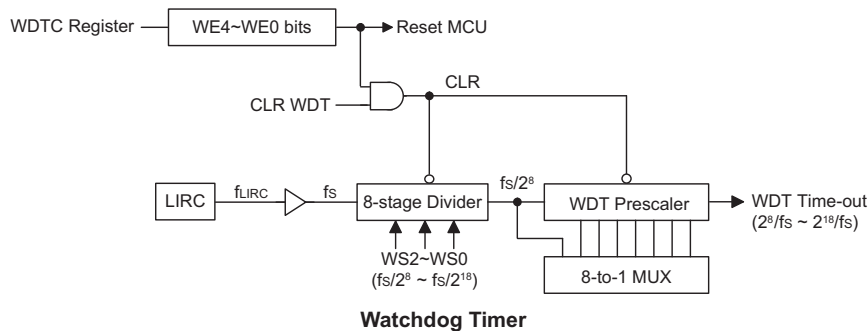 WDTC Register
WE4~WE0 bits
Reset MCU
CLR
CLR WDT
LIRC
fLIRC
fS
8-stage Divider
fS/2⁸
WDT Prescaler
WDT Time-out
(2⁸/fS ~ 2¹⁸/fS)
WS2~WS0
(fS/2⁸ ~ fS/2¹⁸)
8-to-1 MUX
Watchdog Timer